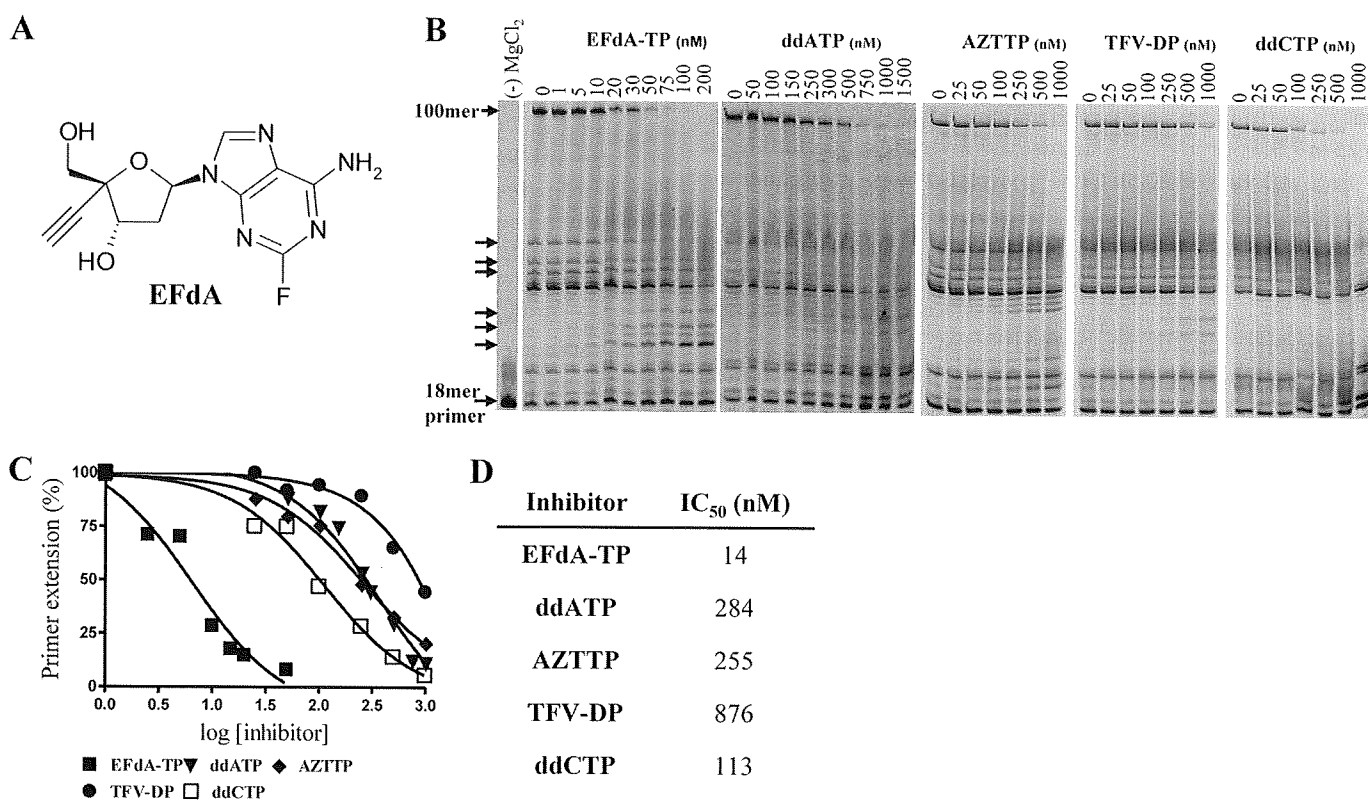 A
OH
O
N
N
N
N
NH2
HO
F
EFdA
B
(-) MgCl2
EFdA-TP (nM)
0 1 5 10 20 30 50 75 100 200
ddATP (nM)
0 50 100 150 250 300 500 750 1000 1500
AZTTP (nM)
0 25 50 100 250 500 1000
TFV-DP (nM)
0 25 50 100 250 500 1000
ddCTP (nM)
0 25 50 100 250 500 1000
100mer
18mer
primer
C
Primer extension (%)
100
75
50
25
0
0.0 0.5 1.0 1.5 2.0 2.5 3.0
log [inhibitor]
EFdA-TP ddATP AZTTP
TFV-DP ddCTP
D
Inhibitor IC50 (nM)
EFdA-TP 14
ddATP 284
AZTTP 255
TFV-DP 876
ddCTP 113